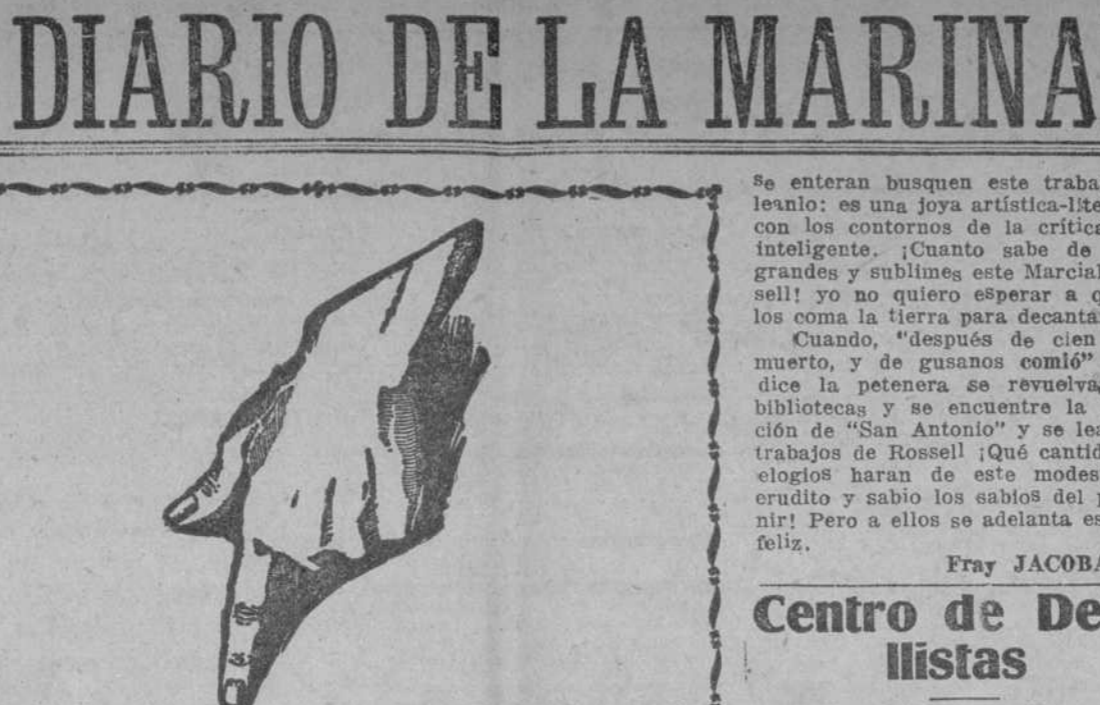 DIARIO DE LA MARINA
se enteran busquen este traba
leanlo: es una joya artística-lite
con los contornos de la crítica
inteligente. ¡Cuanto sabe de
grandes y sublimes este Marcial
sell! yo no quiero esperar a q
los coma la tierra para decanta
Cuando, "después de cien
muerto, y de gusanos comió"
dice la petenera se revuelva
bibliotecas y se encuentre la
ción de "San Antonio" y se lea
trabajos de Rossell ¡Qué cantid
elogios haran de este modes
erudito y sabio los sabios del p
nir! Pero a ellos se adelanta es
feliz.
Fray JACOBA
Centro de De
llistas